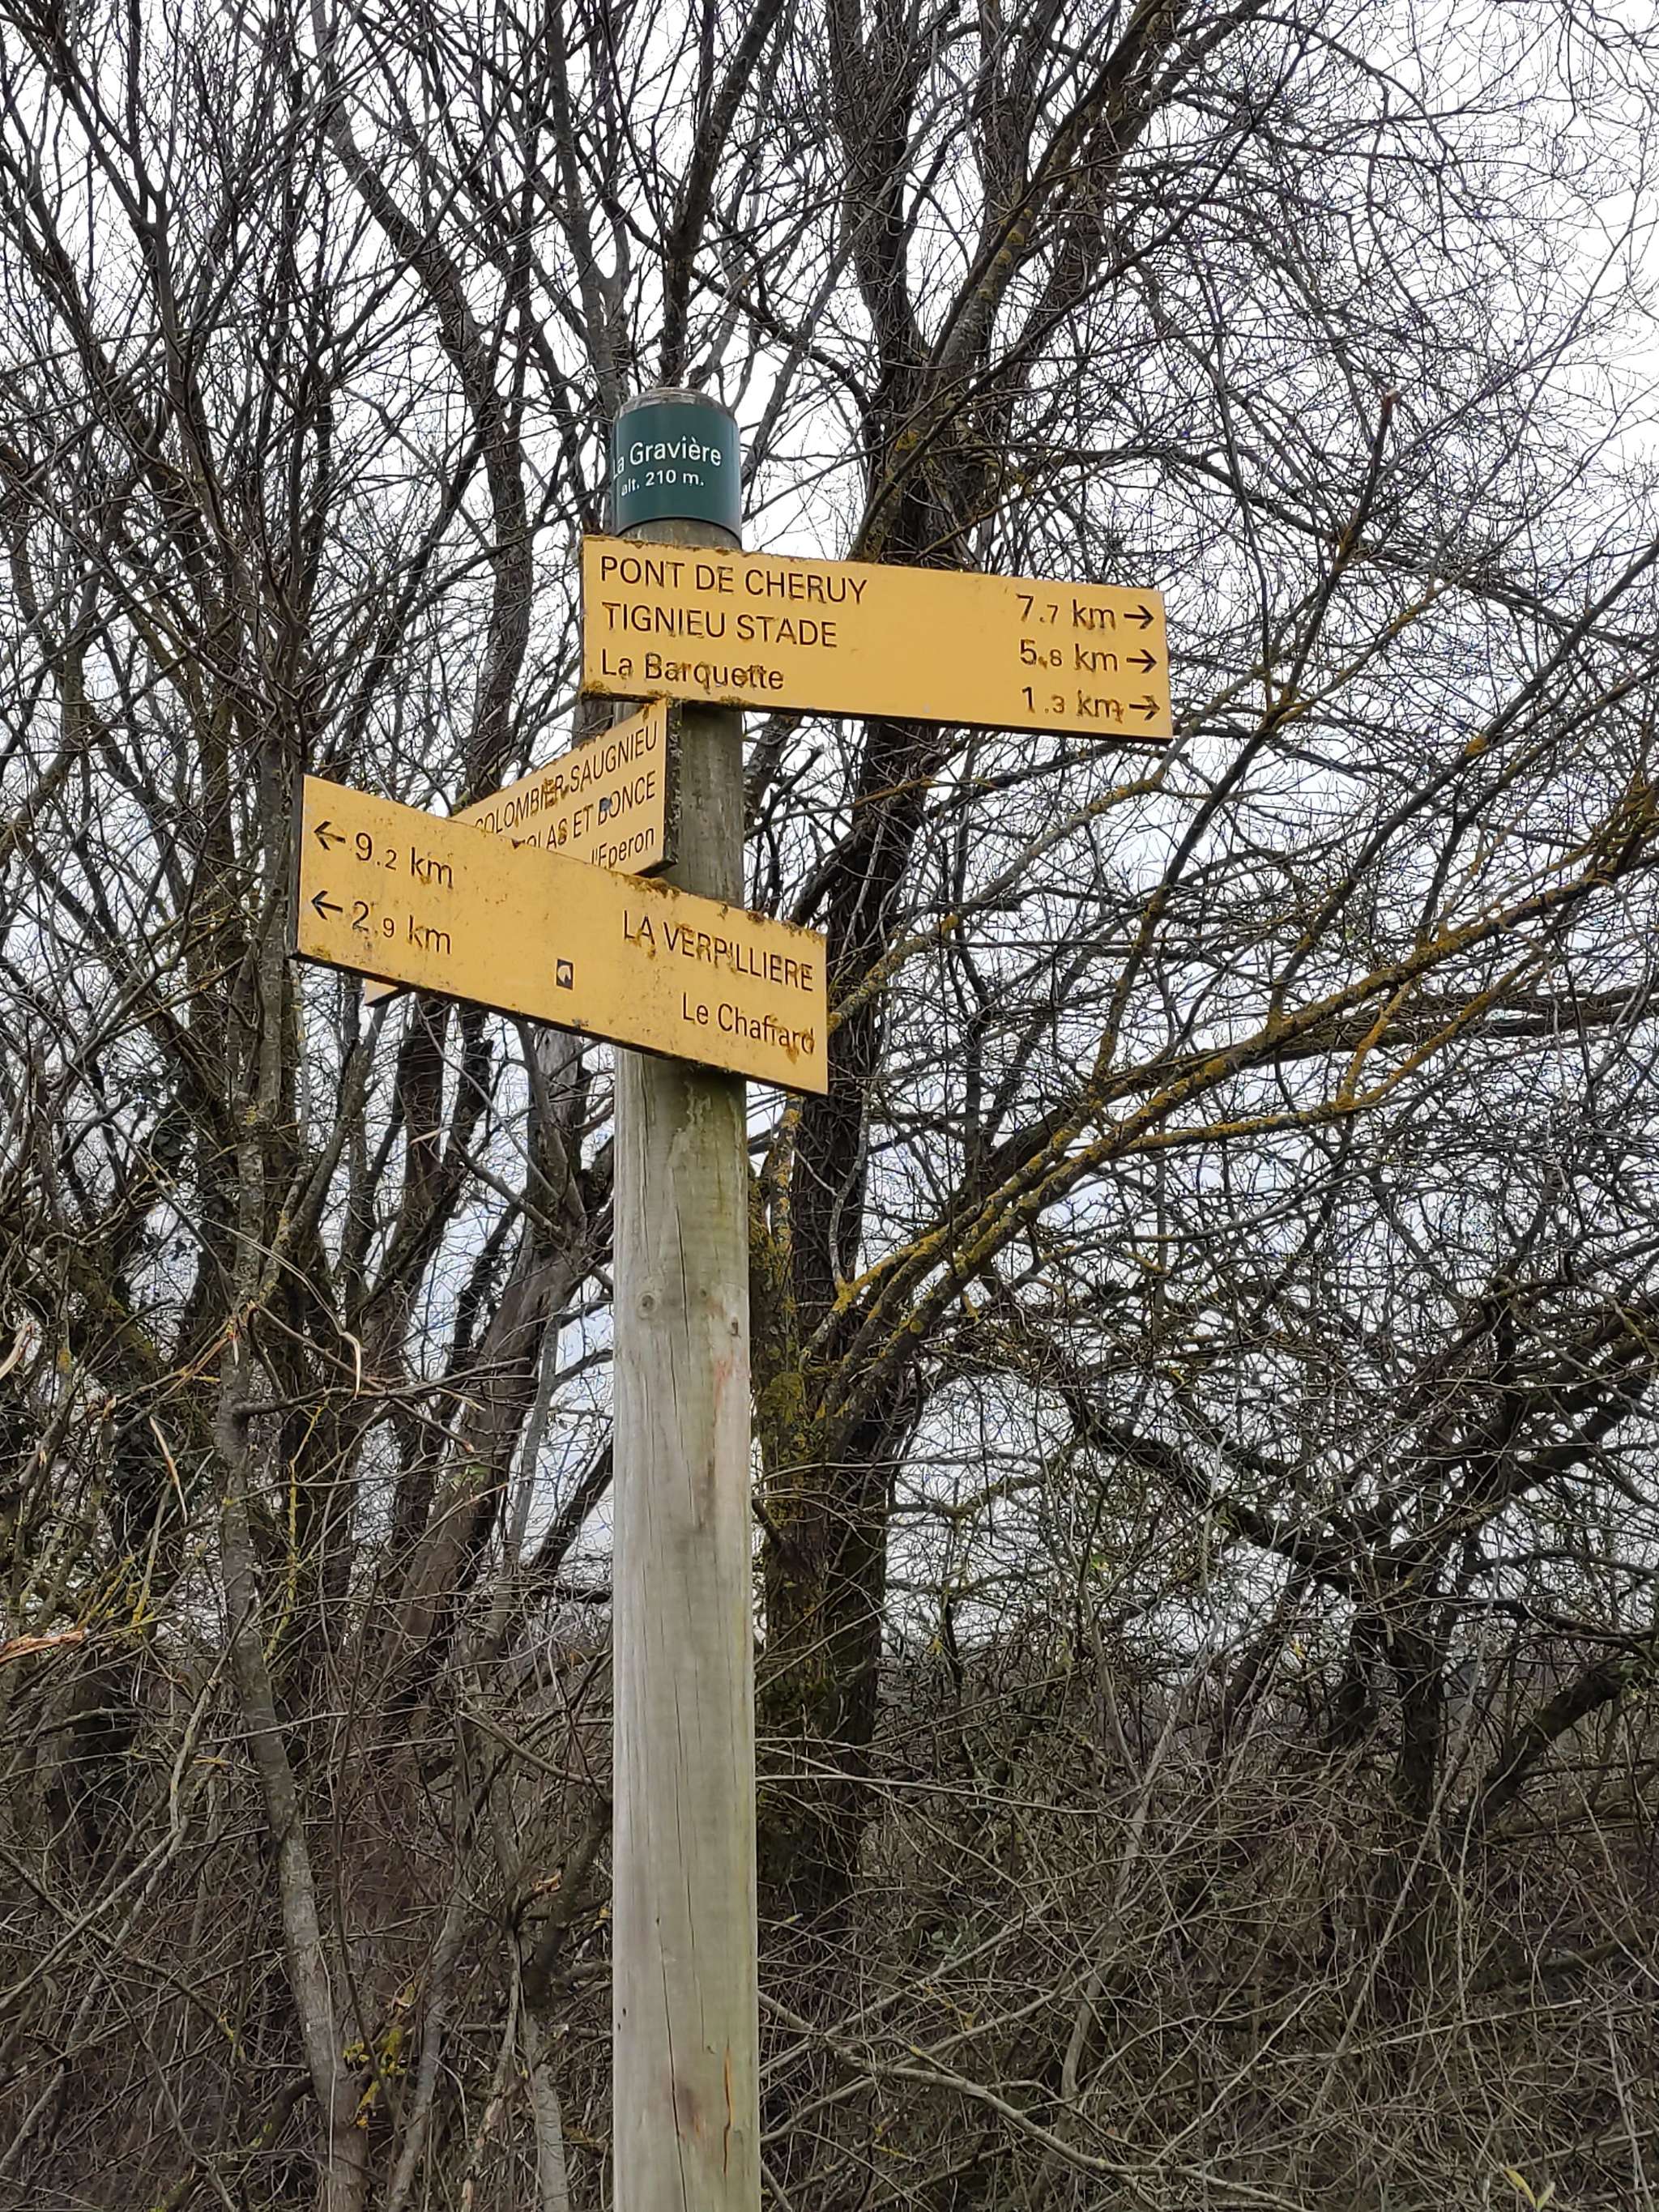 La Gravière
alt. 210 m.
PONT DE CHERUY 7.7 km →
TIGNIEU STADE 5.8 km →
La Barquette 1.3 km →
COLOMBIER SAUGNIEU
ET BONCE
l'Eperon
← 9.2 km LA VERPILLIERE
← 2.9 km Le Chaffard